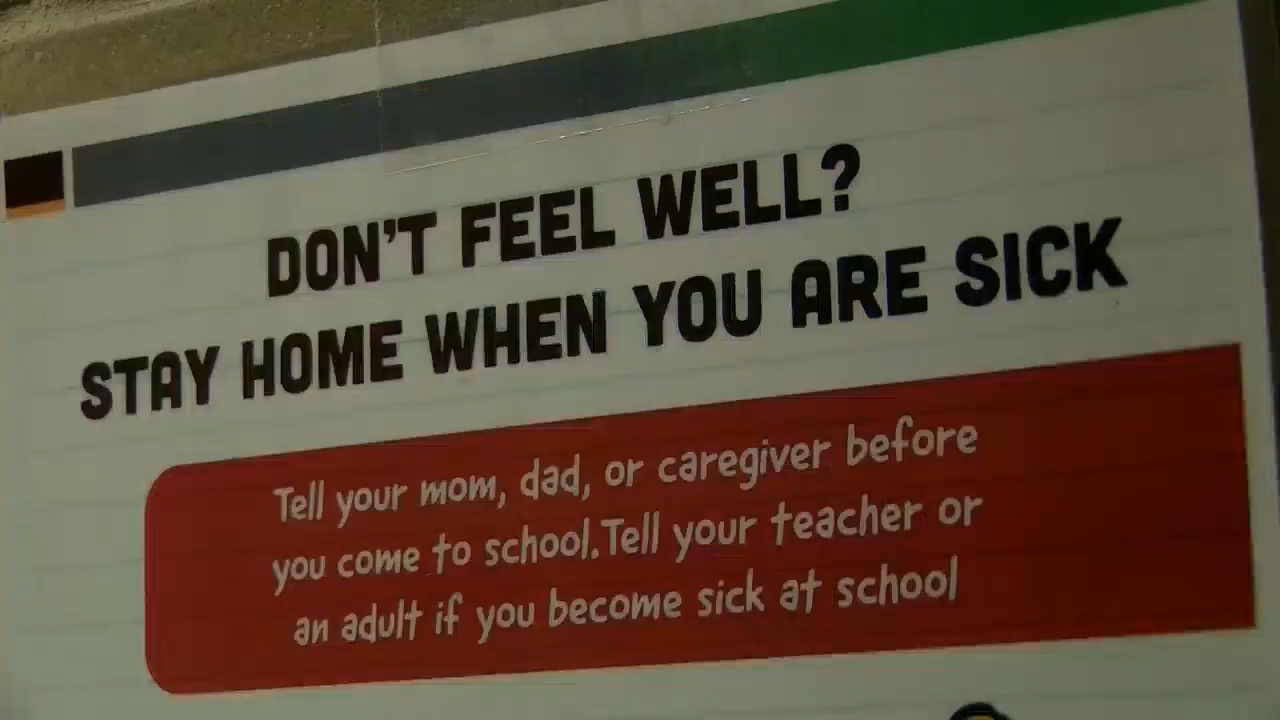 DON'T FEEL WELL?
STAY HOME WHEN YOU ARE SICK
Tell your mom, dad, or caregiver before
you come to school.Tell your teacher or
an adult if you become sick at school